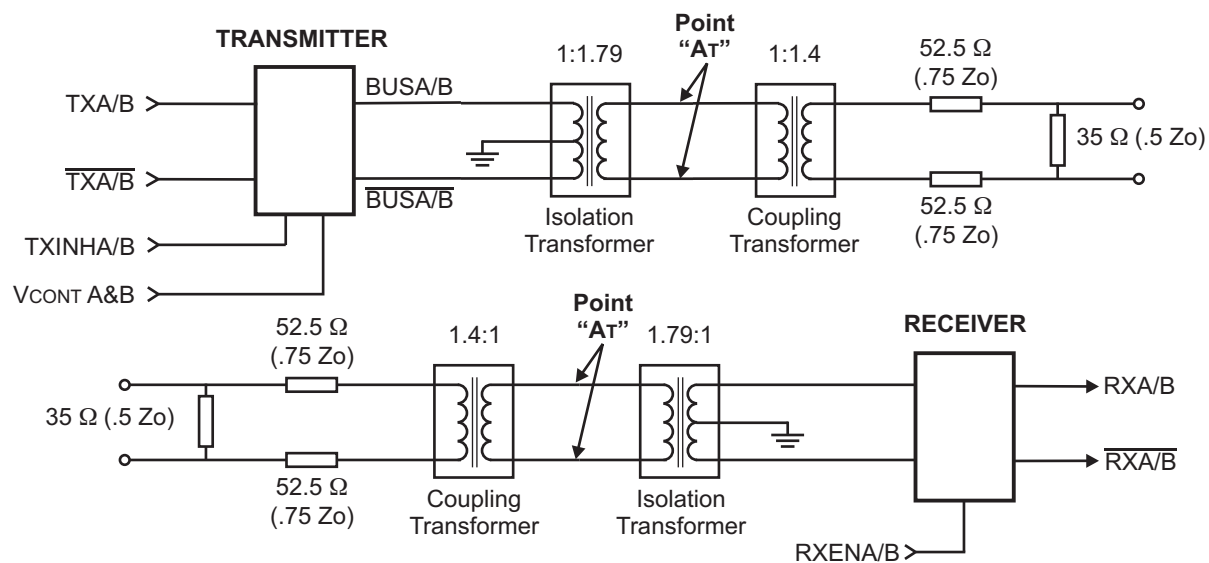 TRANSMITTER
Point
“AT”
1:1.79
1:1.4
52.5 Ω
(.75 Zo)
TXA/B
BUSA/B
35 Ω (.5 Zo)
TXA/B
BUSA/B
52.5 Ω
(.75 Zo)
Isolation
Transformer
Coupling
Transformer
TXINHA/B
VCONT A&B
Point
“AT”
RECEIVER
52.5 Ω
(.75 Zo)
1.4:1
1.79:1
RXA/B
35 Ω (.5 Zo)
RXA/B
52.5 Ω
(.75 Zo)
Coupling
Transformer
Isolation
Transformer
RXENA/B